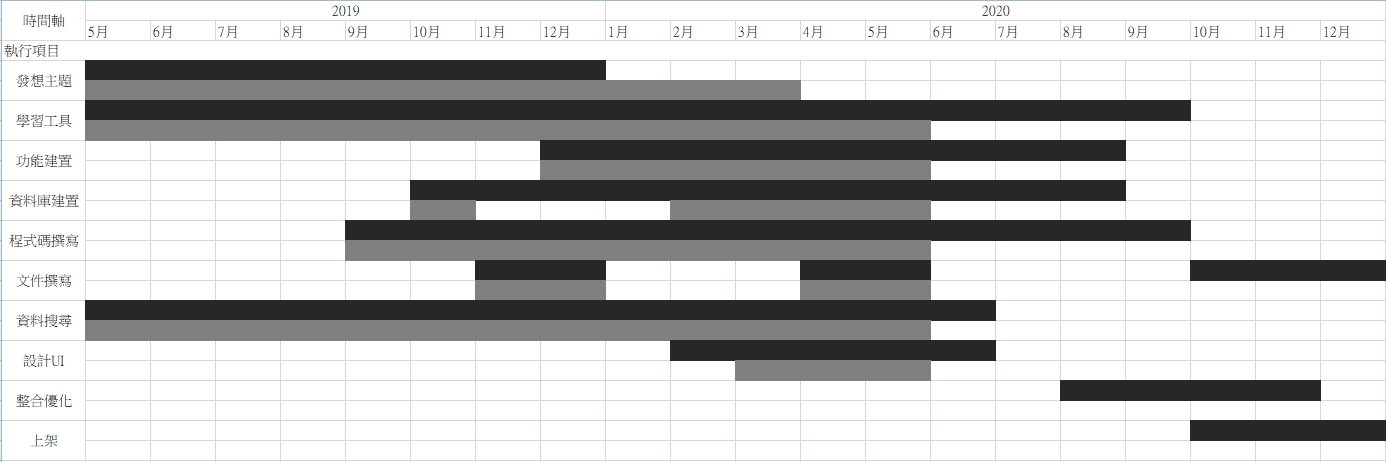 時間軸 2019 2020
5月 6月 7月 8月 9月 10月 11月 12月 1月 2月 3月 4月 5月 6月 7月 8月 9月 10月 11月 12月
執行項目
發想主題
學習工具
功能建置
資料庫建置
程式碼撰寫
文件撰寫
資料搜尋
設計UI
整合優化
上架